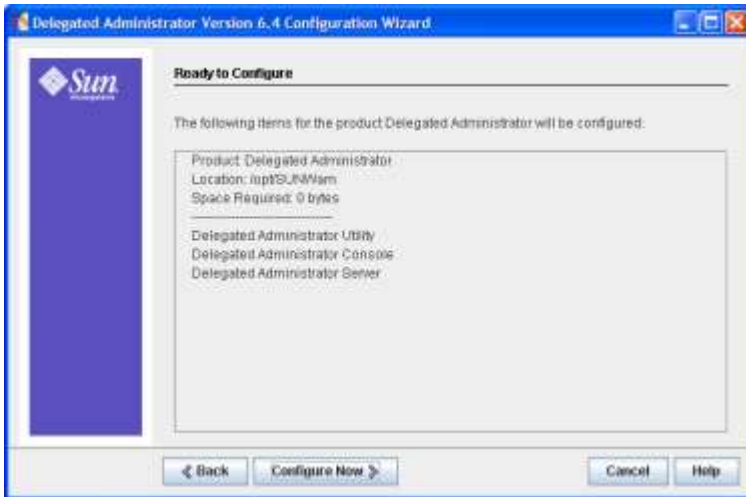 Delegated Administrator Version 6.4 Configuration Wizard
Sun
Ready to Configure
The following items for the product Delegated Administrator will be configured:
Product: Delegated Administrator
Location: /opt/SUNWam
Space Required: 0 bytes
Delegated Administrator Utility
Delegated Administrator Console
Delegated Administrator Server
Back
Configure Now
Cancel
Help